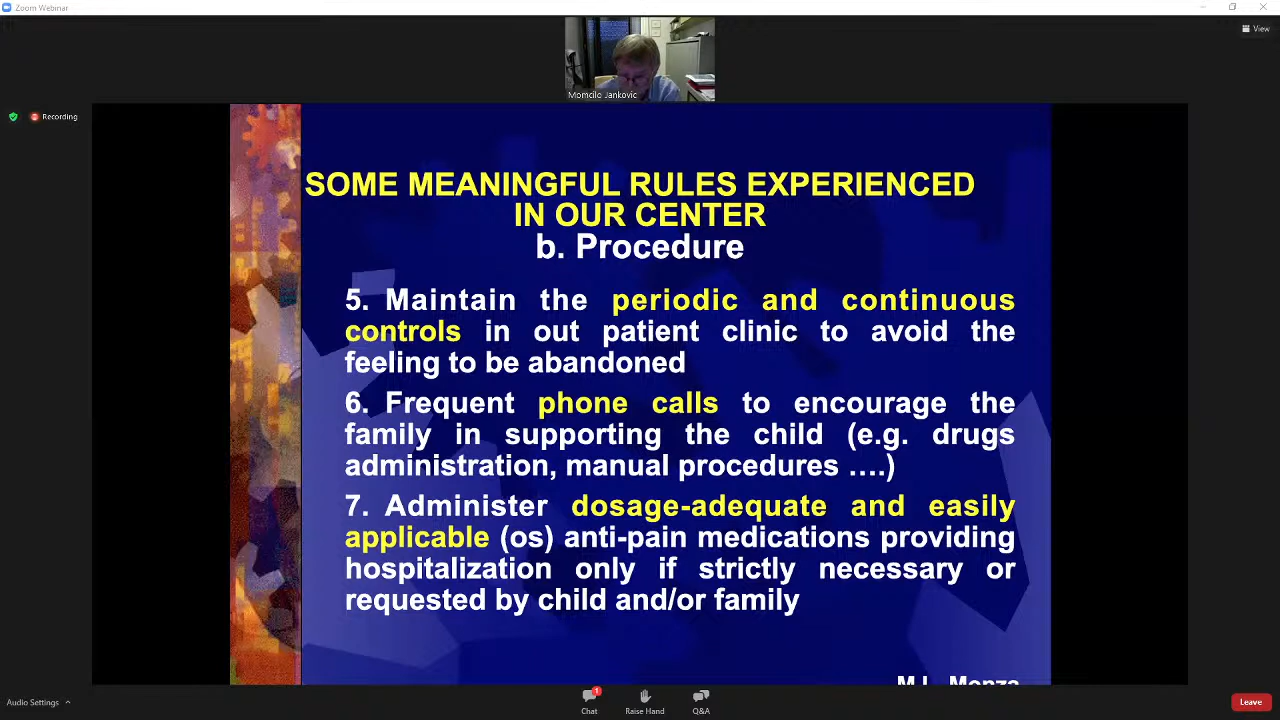 Zoom Webinar
View
Momcilo Jankovic
Recording
SOME MEANINGFUL RULES EXPERIENCED
IN OUR CENTER
b. Procedure
5. Maintain the periodic and continuous
controls in out patient clinic to avoid the
feeling to be abandoned
6. Frequent phone calls to encourage the
family in supporting the child (e.g. drugs
administration, manual procedures ….)
7. Administer dosage-adequate and easily
applicable (os) anti-pain medications providing
hospitalization only if strictly necessary or
requested by child and/or family
M.J., Monza
Audio Settings
1
Chat
Raise Hand
Q&A
Leave